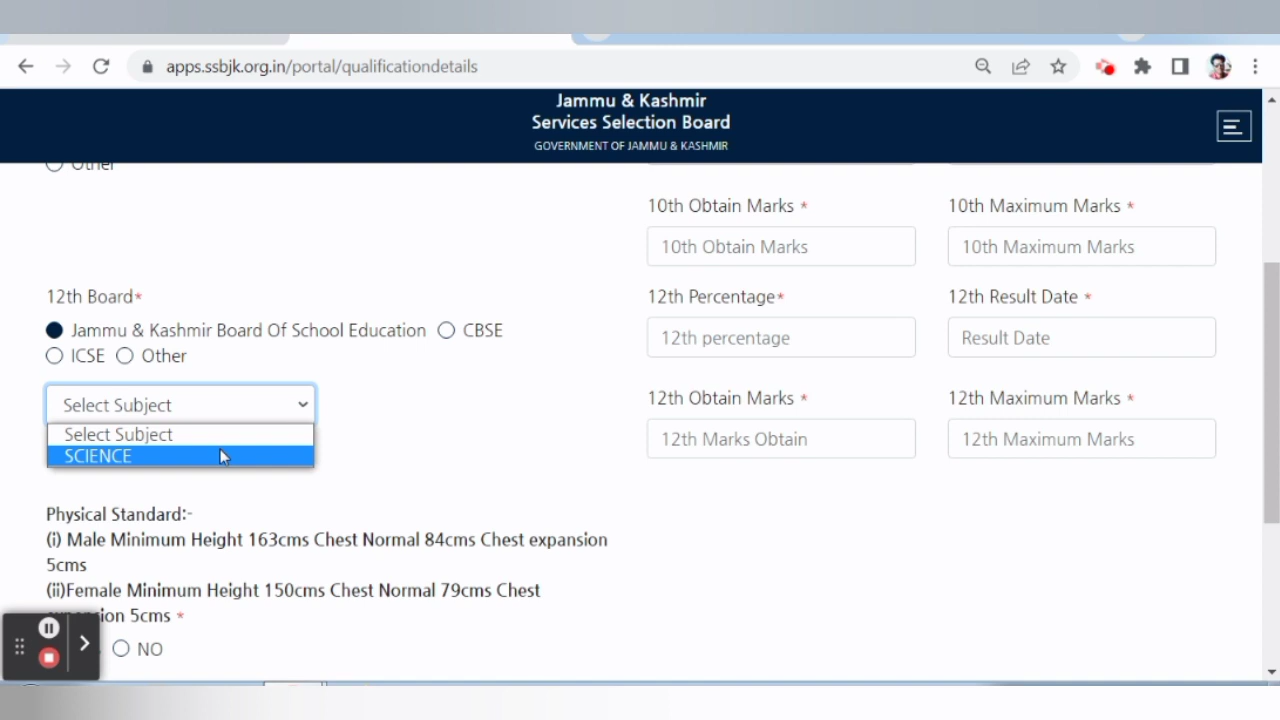 apps.ssbjk.org.in/portal/qualificationdetails
Jammu & Kashmir
Services Selection Board
GOVERNMENT OF JAMMU & KASHMIR
Other
10th Obtain Marks *
10th Maximum Marks *
10th Obtain Marks
10th Maximum Marks
12th Board*
12th Percentage*
12th Result Date *
Jammu & Kashmir Board Of School Education CBSE
12th percentage
Result Date
ICSE Other
Select Subject
12th Obtain Marks *
12th Maximum Marks *
Select Subject
12th Marks Obtain
12th Maximum Marks
SCIENCE
Physical Standard:-
(i) Male Minimum Height 163cms Chest Normal 84cms Chest expansion
5cms
(ii)Female Minimum Height 150cms Chest Normal 79cms Chest
expansion 5cms *
NO